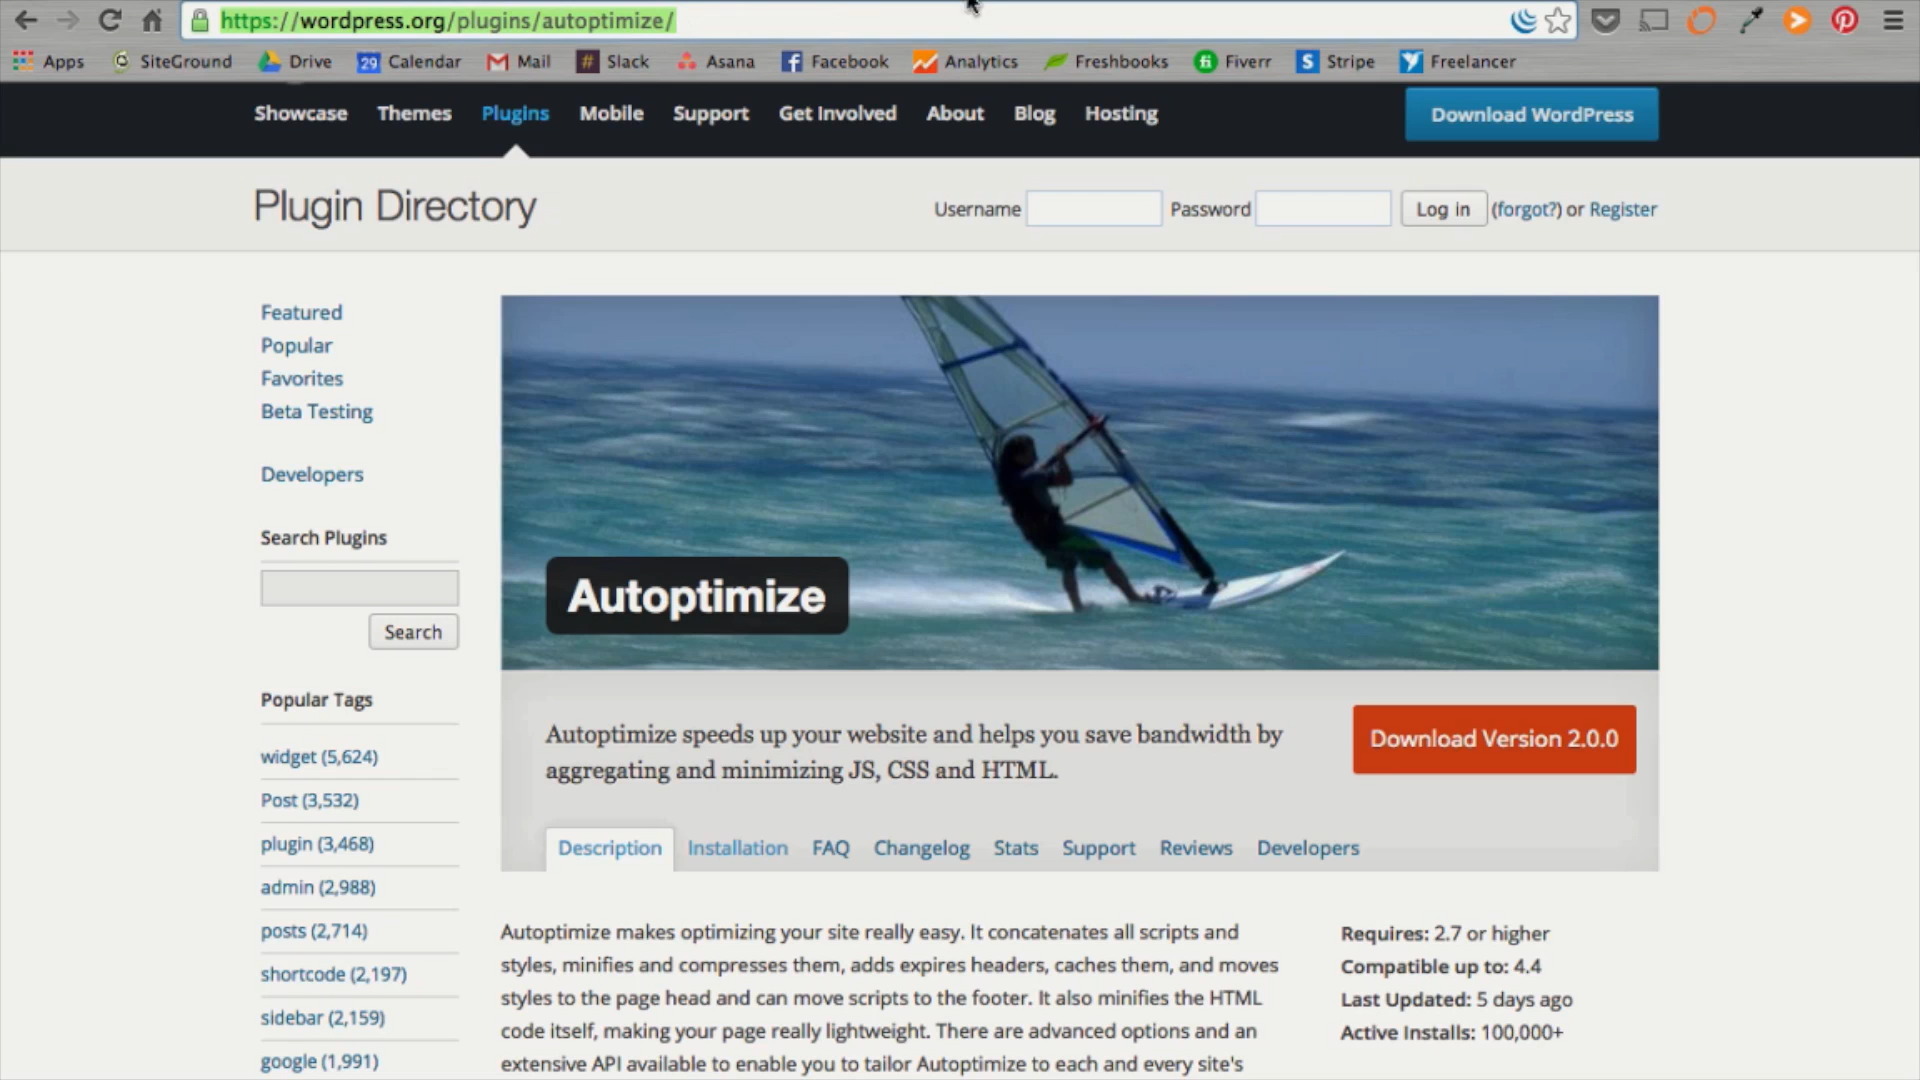 https://wordpress.org/plugins/autoptimize/
Apps SiteGround Drive 29 Calendar Mail Slack Asana Facebook Analytics Freshbooks Fiverr Stripe Freelancer
Showcase Themes Plugins Mobile Support Get Involved About Blog Hosting Download WordPress
Plugin Directory
Username Password Log in (forgot?) or Register
Featured
Popular
Favorites
Beta Testing
Developers
Search Plugins
Search
Popular Tags
widget (5,624)
Post (3,532)
plugin (3,468)
admin (2,988)
posts (2,714)
shortcode (2,197)
sidebar (2,159)
google (1,991)
Autoptimize
Autoptimize speeds up your website and helps you save bandwidth by
aggregating and minimizing JS, CSS and HTML.
Download Version 2.0.0
Description Installation FAQ Changelog Stats Support Reviews Developers
Autoptimize makes optimizing your site really easy. It concatenates all scripts and
styles, minifies and compresses them, adds expires headers, caches them, and moves
styles to the page head and can move scripts to the footer. It also minifies the HTML
code itself, making your page really lightweight. There are advanced options and an
extensive API available to enable you to tailor Autoptimize to each and every site's
Requires: 2.7 or higher
Compatible up to: 4.4
Last Updated: 5 days ago
Active Installs: 100,000+